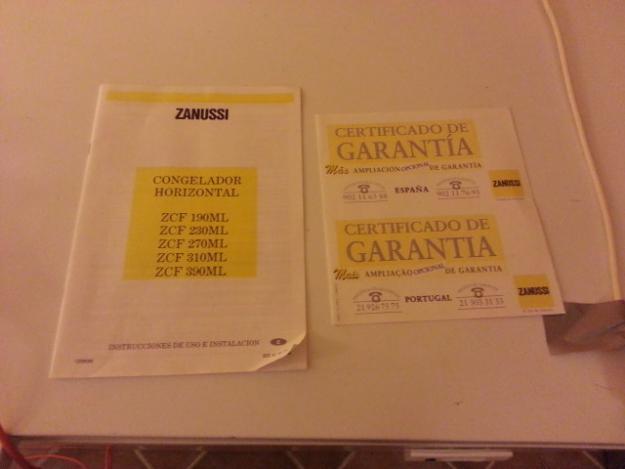 ZANUSSI
CONGELADOR
HORIZONTAL
ZCF 190ML
ZCF 230ML
ZCF 270ML
ZCF 310ML
ZCF 390ML
INSTRUCCIONES DE USO E INSTALACION
E
CERTIFICADO DE
GARANTÍA
Más AMPLIACION OPCIONAL DE GARANTIA
ESPAÑA
ZANUSSI
CERTIFICADO DE
GARANTIA
Mais AMPLIAÇÃO OPCIONAL DE GARANTIA
PORTUGAL
ZANUSSI